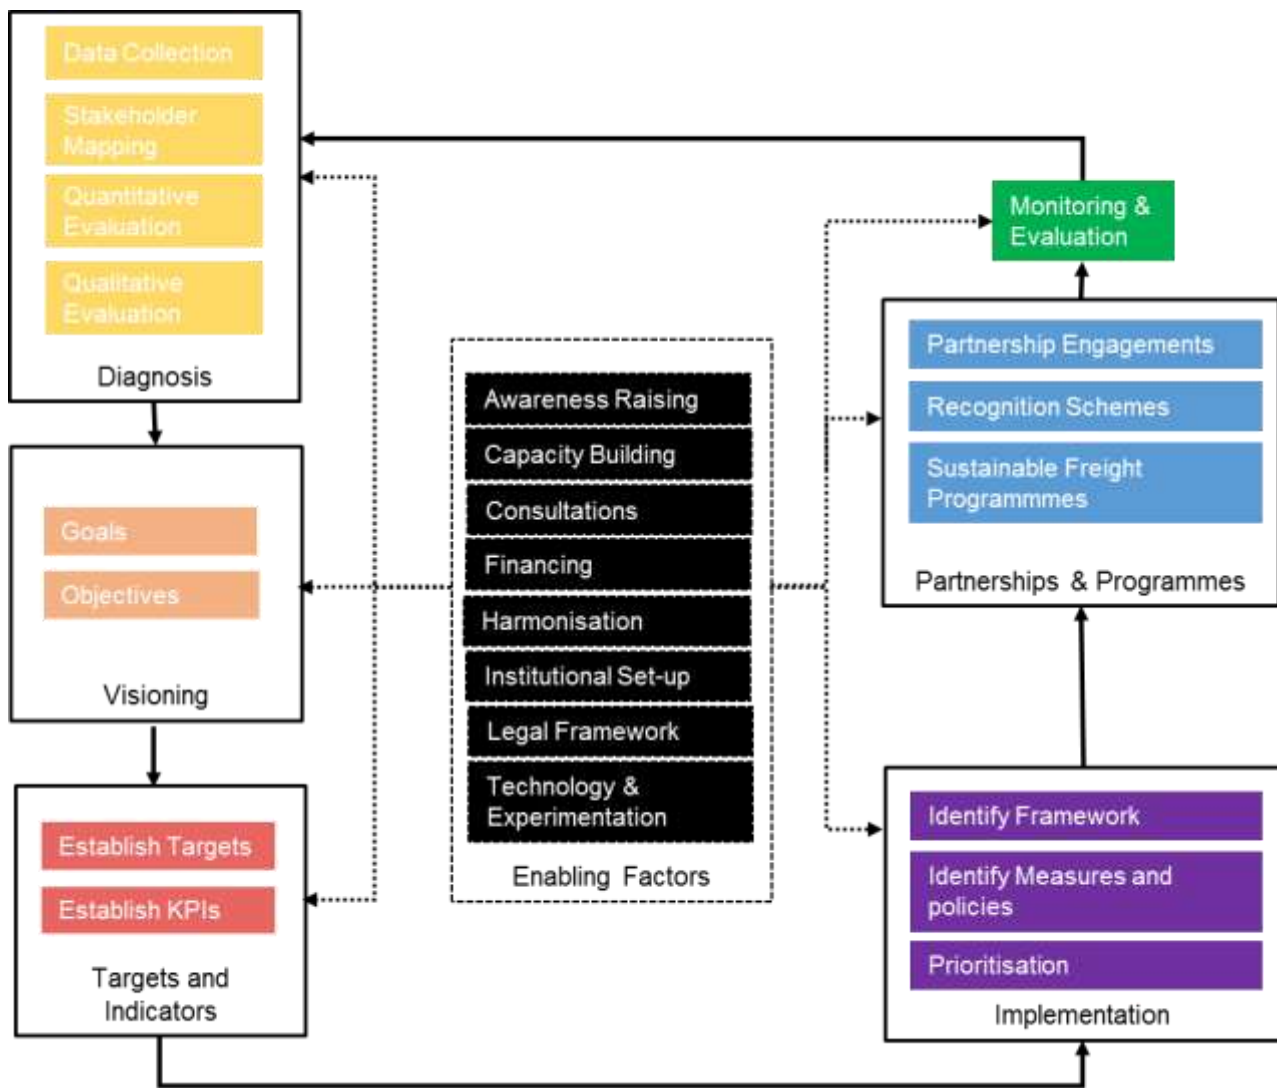 Data Collection
Stakeholder
Mapping
Quantitative
Evaluation
Qualitative
Evaluation
Diagnosis
Goals
Objectives
Visioning
Establish Targets
Establish KPIs
Targets and
Indicators
Awareness Raising
Capacity Building
Consultations
Financing
Harmonisation
Institutional Set-up
Legal Framework
Technology &
Experimentation
Enabling Factors
Monitoring &
Evaluation
Partnership Engagements
Recognition Schemes
Sustainable Freight
Programmmes
Partnerships & Programmes
Identify Framework
Identify Measures and
policies
Prioritisation
Implementation